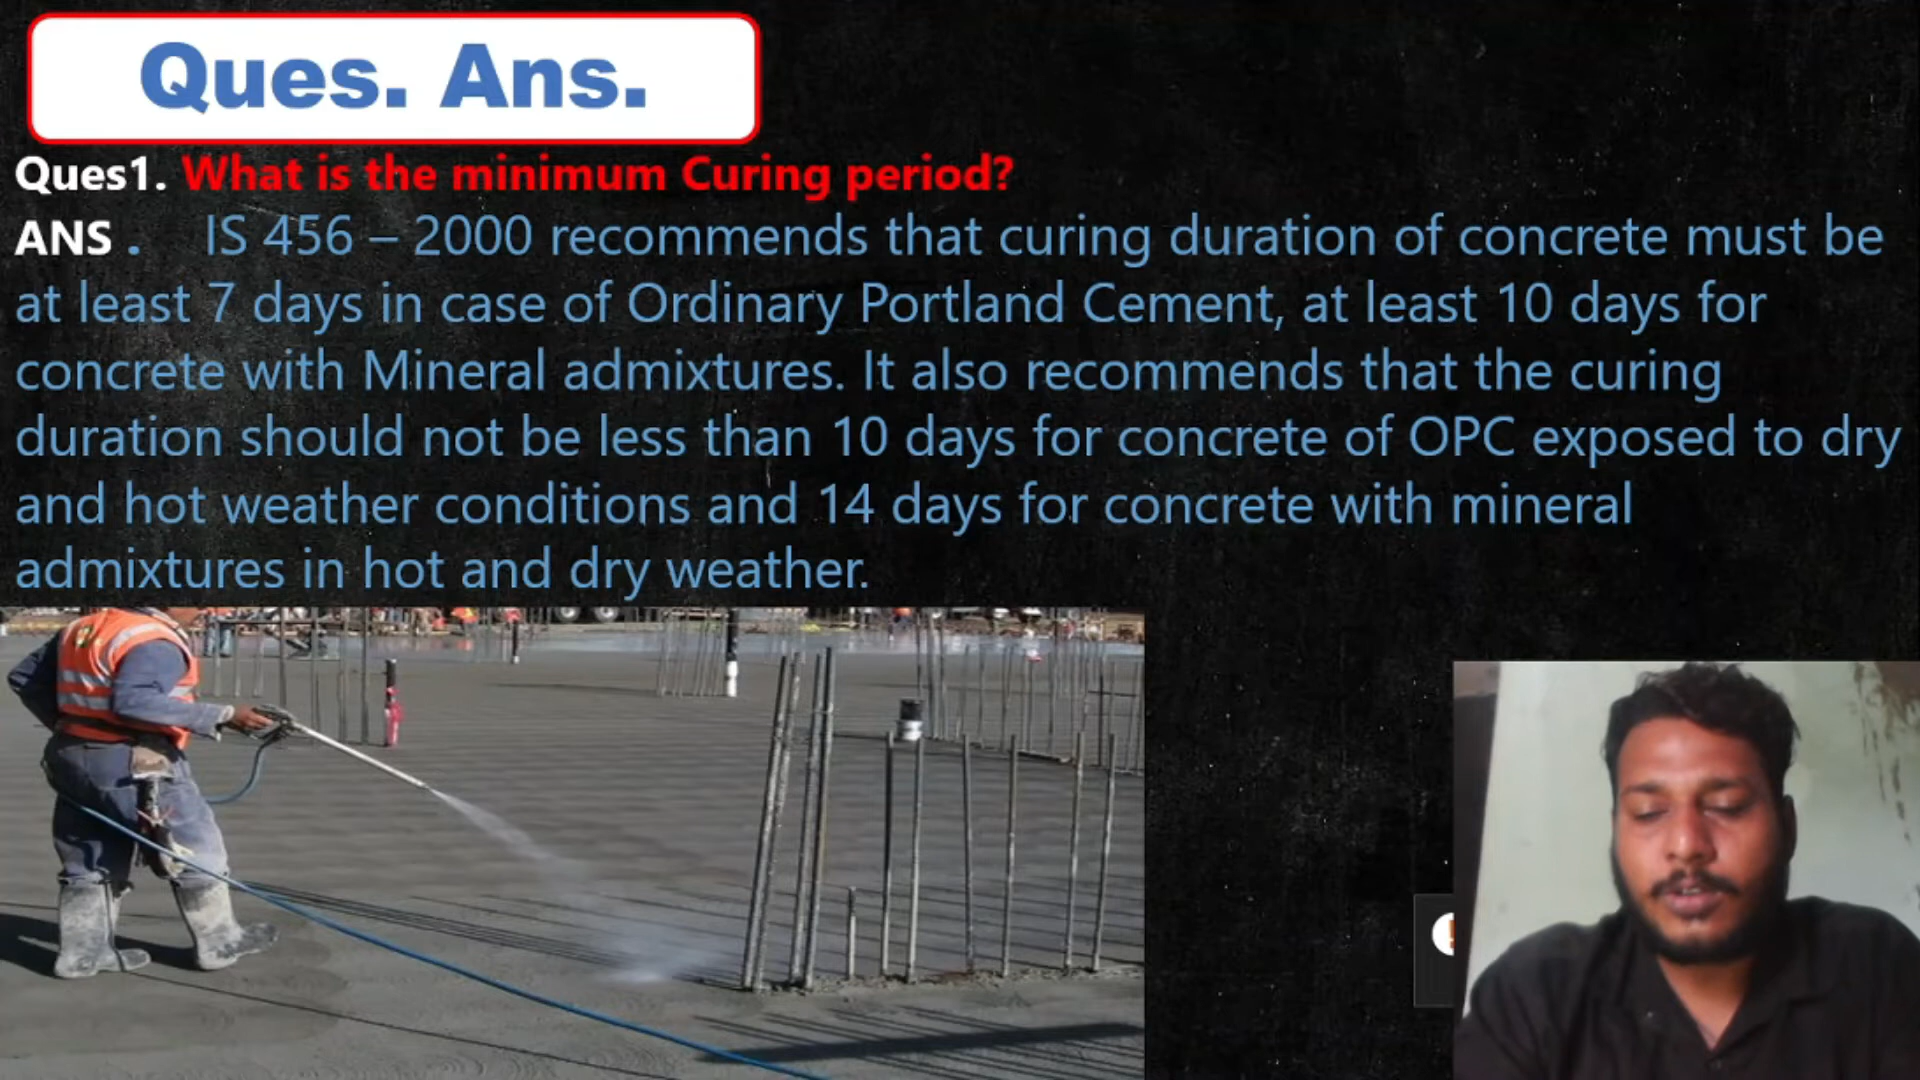 Ques. Ans.
Ques1. What is the minimum Curing period?
ANS . IS 456 – 2000 recommends that curing duration of concrete must be
at least 7 days in case of Ordinary Portland Cement, at least 10 days for
concrete with Mineral admixtures. It also recommends that the curing
duration should not be less than 10 days for concrete of OPC exposed to dry
and hot weather conditions and 14 days for concrete with mineral
admixtures in hot and dry weather.